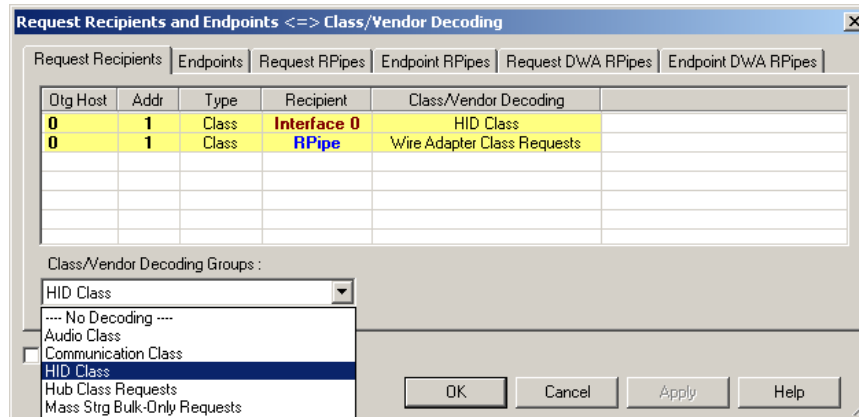 Request Recipients and Endpoints <=> Class/Vendor Decoding
Request Recipients Endpoints Request RPipes Endpoint RPipes Request DWA RPipes Endpoint DWA RPipes
Otg Host Addr Type Recipient Class/Vendor Decoding
0 1 Class Interface 0 HID Class
0 1 Class RPipe Wire Adapter Class Requests
Class/Vendor Decoding Groups :
HID Class
---- No Decoding ----
Audio Class
Communication Class
HID Class
Hub Class Requests
Mass Strg Bulk-Only Requests
OK Cancel Apply Help